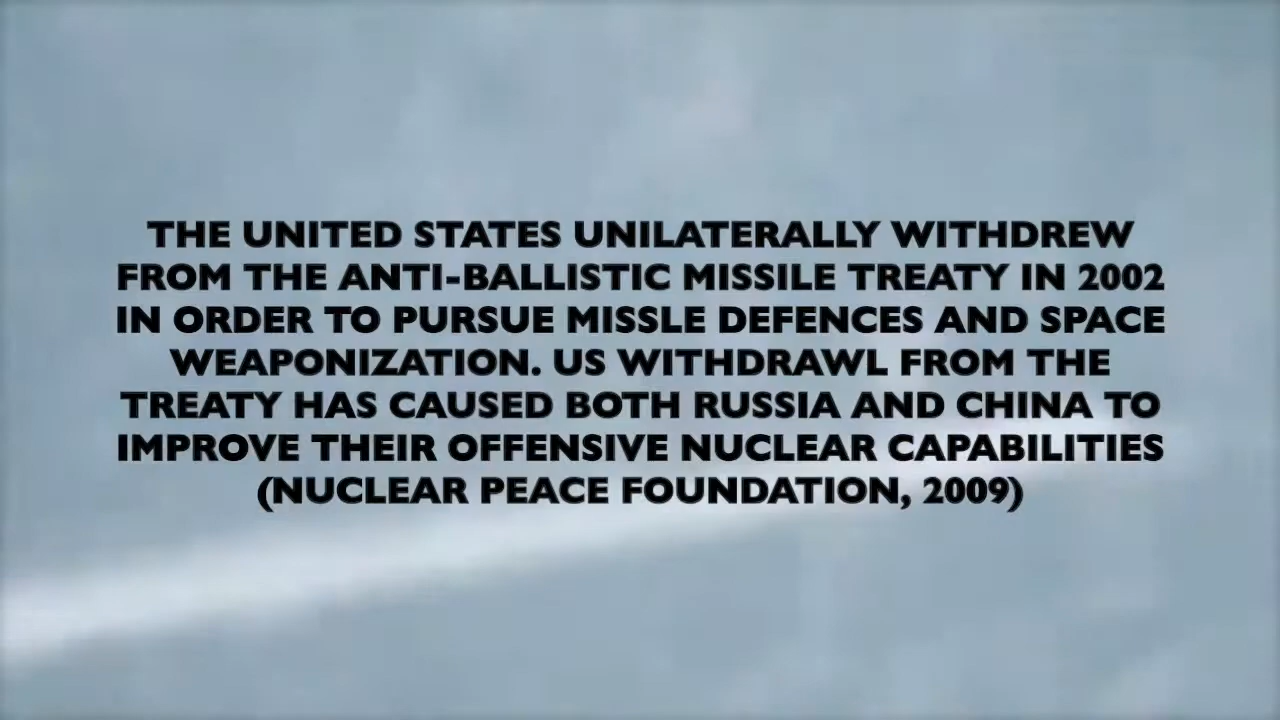 THE UNITED STATES UNILATERALLY WITHDREW
FROM THE ANTI-BALLISTIC MISSILE TREATY IN 2002
IN ORDER TO PURSUE MISSLE DEFENCES AND SPACE
WEAPONIZATION. US WITHDRAWL FROM THE
TREATY HAS CAUSED BOTH RUSSIA AND CHINA TO
IMPROVE THEIR OFFENSIVE NUCLEAR CAPABILITIES
(NUCLEAR PEACE FOUNDATION, 2009)